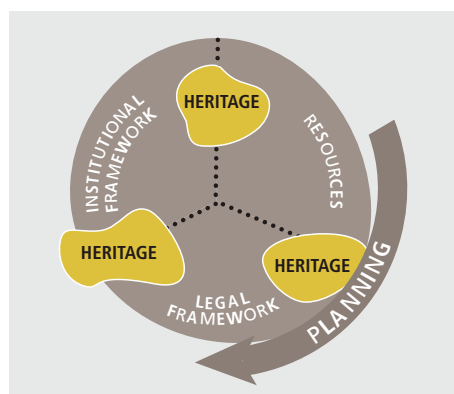 HERITAGE
INSTITUTIONAL
FRAMEWORK
RESOURCES
HERITAGE
HERITAGE
LEGAL
FRAMEWORK
PLANNING